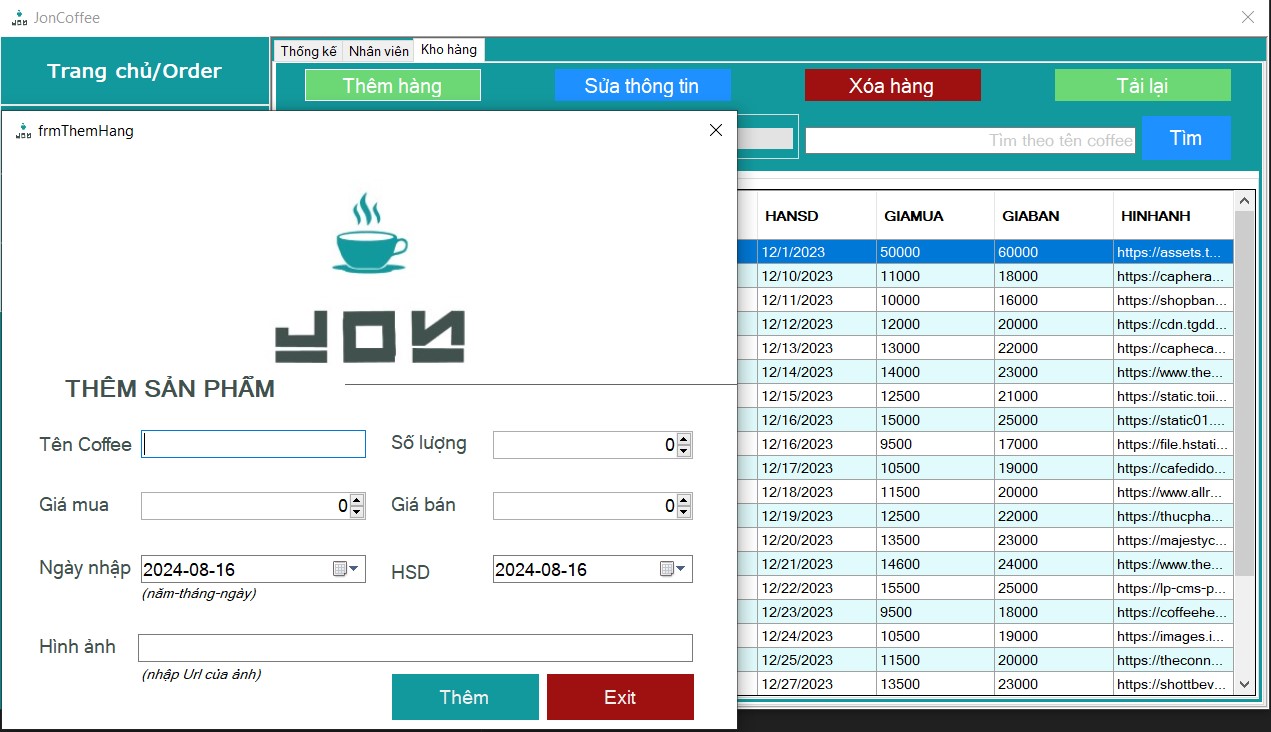 JON JonCoffee
Trang chủ/Order
Thống kế Nhân viên Kho hàng
Thêm hàng Sửa thông tin Xóa hàng Tải lại
Tìm theo tên coffee Tìm
JON frmThemHang
JON
THÊM SẢN PHẨM
Tên Coffee Số lượng 0
Giá mua 0 Giá bán 0
Ngày nhập 2024-08-16 HSD 2024-08-16
(năm-tháng-ngày)
Hình ảnh
(nhập Url của ảnh)
Thêm Exit
HANSD GIAMUA GIABAN HINHANH
12/1/2023 50000 60000 https://assets.t...
12/10/2023 11000 18000 https://caphera...
12/11/2023 10000 16000 https://shopban...
12/12/2023 12000 20000 https://cdn.tgdd...
12/13/2023 13000 22000 https://capheca...
12/14/2023 14000 23000 https://www.the...
12/15/2023 12500 21000 https://static.toii...
12/16/2023 15000 25000 https://static01....
12/16/2023 9500 17000 https://file.hstati...
12/17/2023 10500 19000 https://cafedido...
12/18/2023 11500 20000 https://www.allr...
12/19/2023 12500 22000 https://thucpha...
12/20/2023 13500 23000 https://majestyc...
12/21/2023 14600 24000 https://www.the...
12/22/2023 15500 25000 https://lp-cms-p...
12/23/2023 9500 18000 https://coffeehe...
12/24/2023 10500 19000 https://images.i...
12/25/2023 11500 20000 https://theconn...
12/27/2023 13500 23000 https://shottbev...